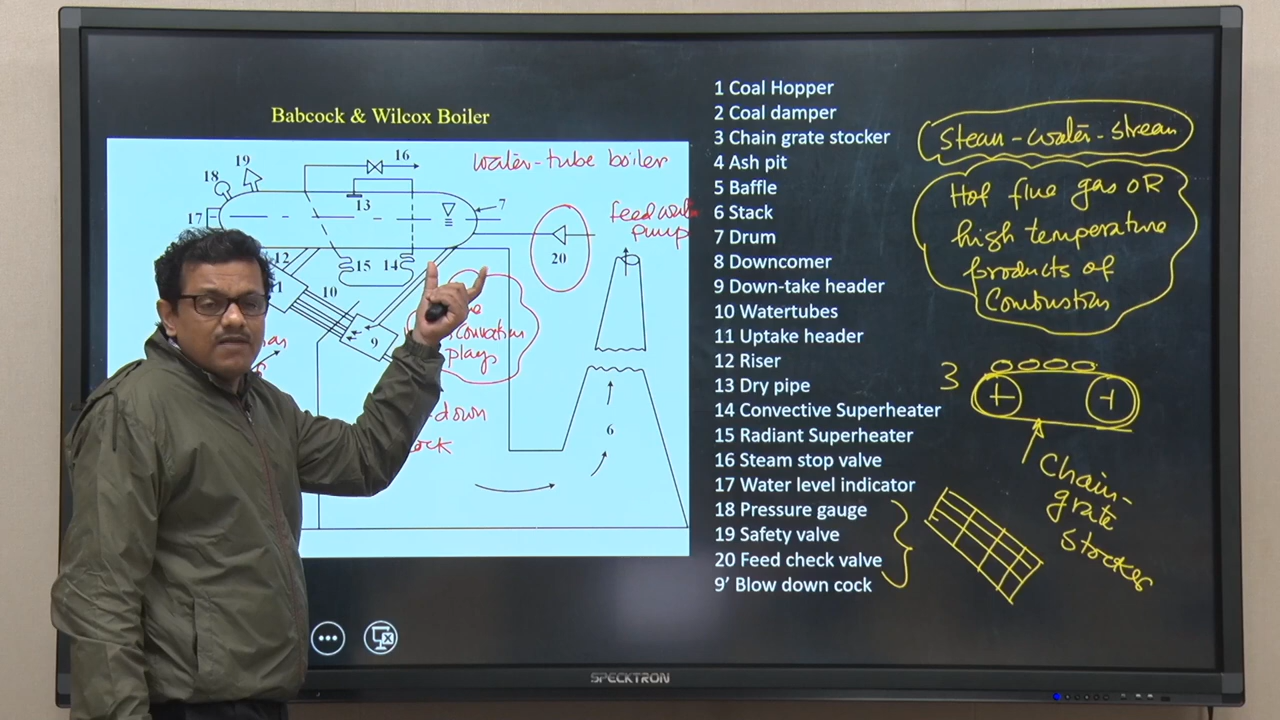 Babcock & Wilcox Boiler
19
16
18
13
17
7
12
15
14
20
10
9
6
water-tube boiler
feed water
pump
convection
plays
down
1 Coal Hopper
2 Coal damper
3 Chain grate stocker
4 Ash pit
5 Baffle
6 Stack
7 Drum
8 Downcomer
9 Down-take header
10 Watertubes
11 Uptake header
12 Riser
13 Dry pipe
14 Convective Superheater
15 Radiant Superheater
16 Steam stop valve
17 Water level indicator
18 Pressure gauge
19 Safety valve
20 Feed check valve
9' Blow down cock
Steam-water-stream
Hot flue gas OR
high temperature
products of
Combustion
3
Chain-
grate
stocker
SPECKTRON